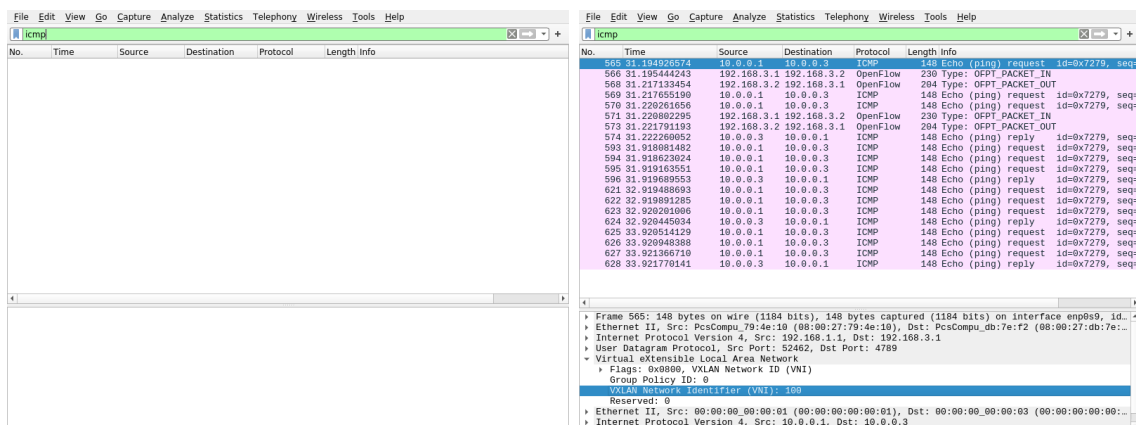 File Edit View Go Capture Analyze Statistics Telephony Wireless Tools Help
icmp
No. Time Source Destination Protocol Length Info
File Edit View Go Capture Analyze Statistics Telephony Wireless Tools Help
icmp
No. Time Source Destination Protocol Length Info
565 31.194926574 10.0.0.1 10.0.0.3 ICMP 148 Echo (ping) request id=0x7279, seq=
566 31.195444243 192.168.3.1 192.168.3.2 OpenFlow 230 Type: OFPT_PACKET_IN
568 31.217133454 192.168.3.2 192.168.3.1 OpenFlow 204 Type: OFPT_PACKET_OUT
569 31.217655190 10.0.0.1 10.0.0.3 ICMP 148 Echo (ping) request id=0x7279, seq=
570 31.220261656 10.0.0.1 10.0.0.3 ICMP 148 Echo (ping) request id=0x7279, seq=
571 31.220802295 192.168.3.1 192.168.3.2 OpenFlow 230 Type: OFPT_PACKET_IN
573 31.221791193 192.168.3.2 192.168.3.1 OpenFlow 204 Type: OFPT_PACKET_OUT
574 31.222260052 10.0.0.3 10.0.0.1 ICMP 148 Echo (ping) reply id=0x7279, seq=
593 31.918081482 10.0.0.1 10.0.0.3 ICMP 148 Echo (ping) request id=0x7279, seq=
594 31.918623024 10.0.0.1 10.0.0.3 ICMP 148 Echo (ping) request id=0x7279, seq=
595 31.919163551 10.0.0.1 10.0.0.3 ICMP 148 Echo (ping) request id=0x7279, seq=
596 31.919689553 10.0.0.3 10.0.0.1 ICMP 148 Echo (ping) reply id=0x7279, seq=
621 32.919488693 10.0.0.1 10.0.0.3 ICMP 148 Echo (ping) request id=0x7279, seq=
622 32.919891285 10.0.0.1 10.0.0.3 ICMP 148 Echo (ping) request id=0x7279, seq=
623 32.920201006 10.0.0.1 10.0.0.3 ICMP 148 Echo (ping) request id=0x7279, seq=
624 32.920445034 10.0.0.3 10.0.0.1 ICMP 148 Echo (ping) reply id=0x7279, seq=
625 33.920514129 10.0.0.1 10.0.0.3 ICMP 148 Echo (ping) request id=0x7279, seq=
626 33.920948388 10.0.0.1 10.0.0.3 ICMP 148 Echo (ping) request id=0x7279, seq=
627 33.921366710 10.0.0.1 10.0.0.3 ICMP 148 Echo (ping) request id=0x7279, seq=
628 33.921770141 10.0.0.3 10.0.0.1 ICMP 148 Echo (ping) reply id=0x7279, seq=
Frame 565: 148 bytes on wire (1184 bits), 148 bytes captured (1184 bits) on interface enp0s9, id…
Ethernet II, Src: PcsCompu_79:4e:10 (08:00:27:79:4e:10), Dst: PcsCompu_db:7e:f2 (08:00:27:db:7e:…
Internet Protocol Version 4, Src: 192.168.1.1, Dst: 192.168.3.1
User Datagram Protocol, Src Port: 52462, Dst Port: 4789
Virtual eXtensible Local Area Network
Flags: 0x0800, VXLAN Network ID (VNI)
Group Policy ID: 0
VXLAN Network Identifier (VNI): 100
Reserved: 0
Ethernet II, Src: 00:00:00_00:00:01 (00:00:00:00:00:01), Dst: 00:00:00_00:00:03 (00:00:00:00:00:…
Internet Protocol Version 4, Src: 10.0.0.1, Dst: 10.0.0.3